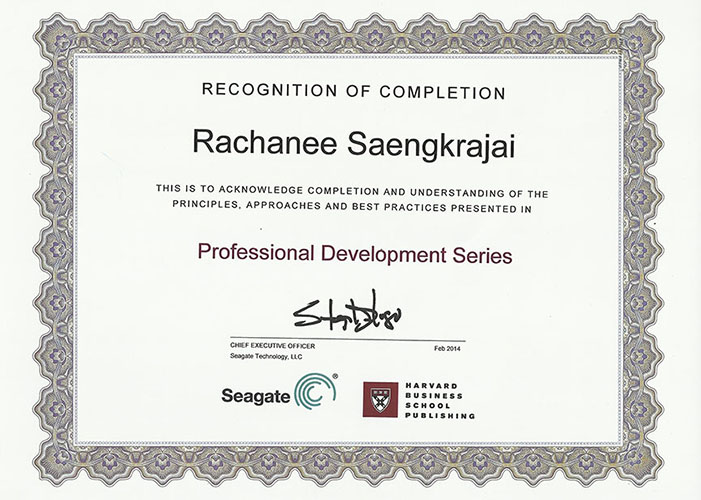 RECOGNITION OF COMPLETION
Rachanee Saengkrajai
THIS IS TO ACKNOWLEDGE COMPLETION AND UNDERSTANDING OF THE
PRINCIPLES, APPROACHES AND BEST PRACTICES PRESENTED IN
Professional Development Series
CHIEF EXECUTIVE OFFICER Feb 2014
Seagate Technology, LLC
Seagate ®
HARVARD
BUSINESS
SCHOOL
PUBLISHING